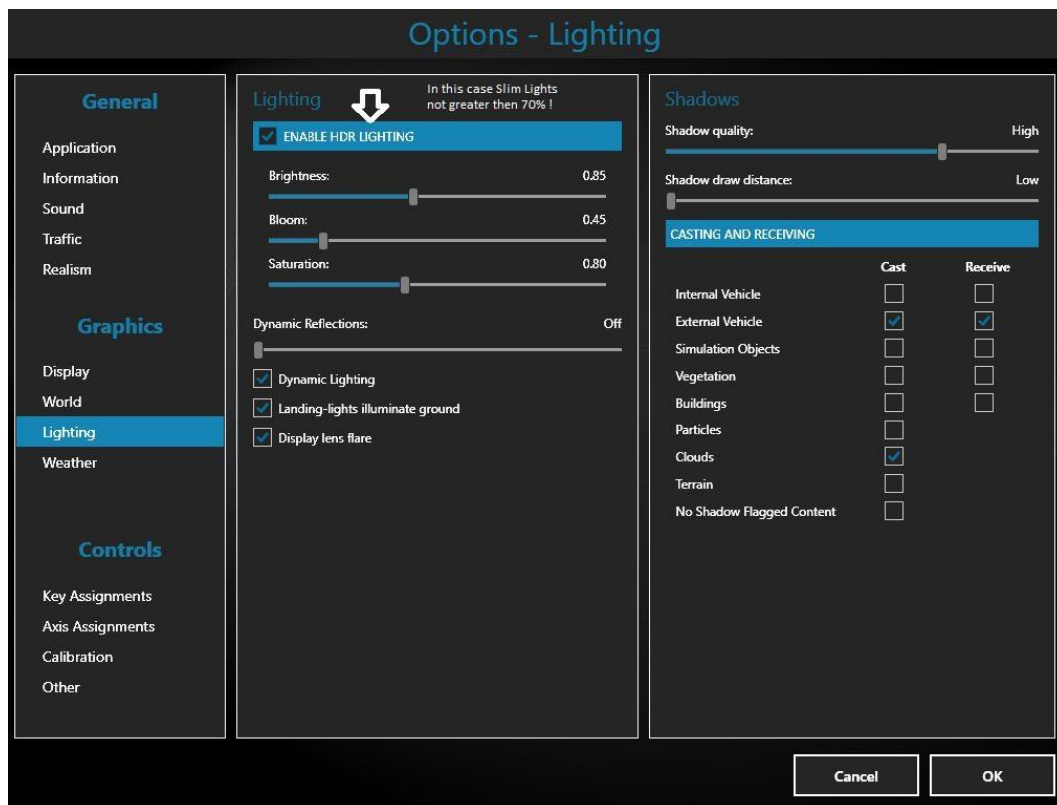 Options - Lighting
General
Application
Information
Sound
Traffic
Realism
Graphics
Display
World
Lighting
Weather
Controls
Key Assignments
Axis Assignments
Calibration
Other
Lighting
In this case Slim Lights
not greater then 70% !
ENABLE HDR LIGHTING
Brightness: 0.85
Bloom: 0.45
Saturation: 0.80
Dynamic Reflections: Off
Dynamic Lighting
Landing-lights illuminate ground
Display lens flare
Shadows
Shadow quality: High
Shadow draw distance: Low
CASTING AND RECEIVING
Cast Receive
Internal Vehicle
External Vehicle
Simulation Objects
Vegetation
Buildings
Particles
Clouds
Terrain
No Shadow Flagged Content
Cancel OK